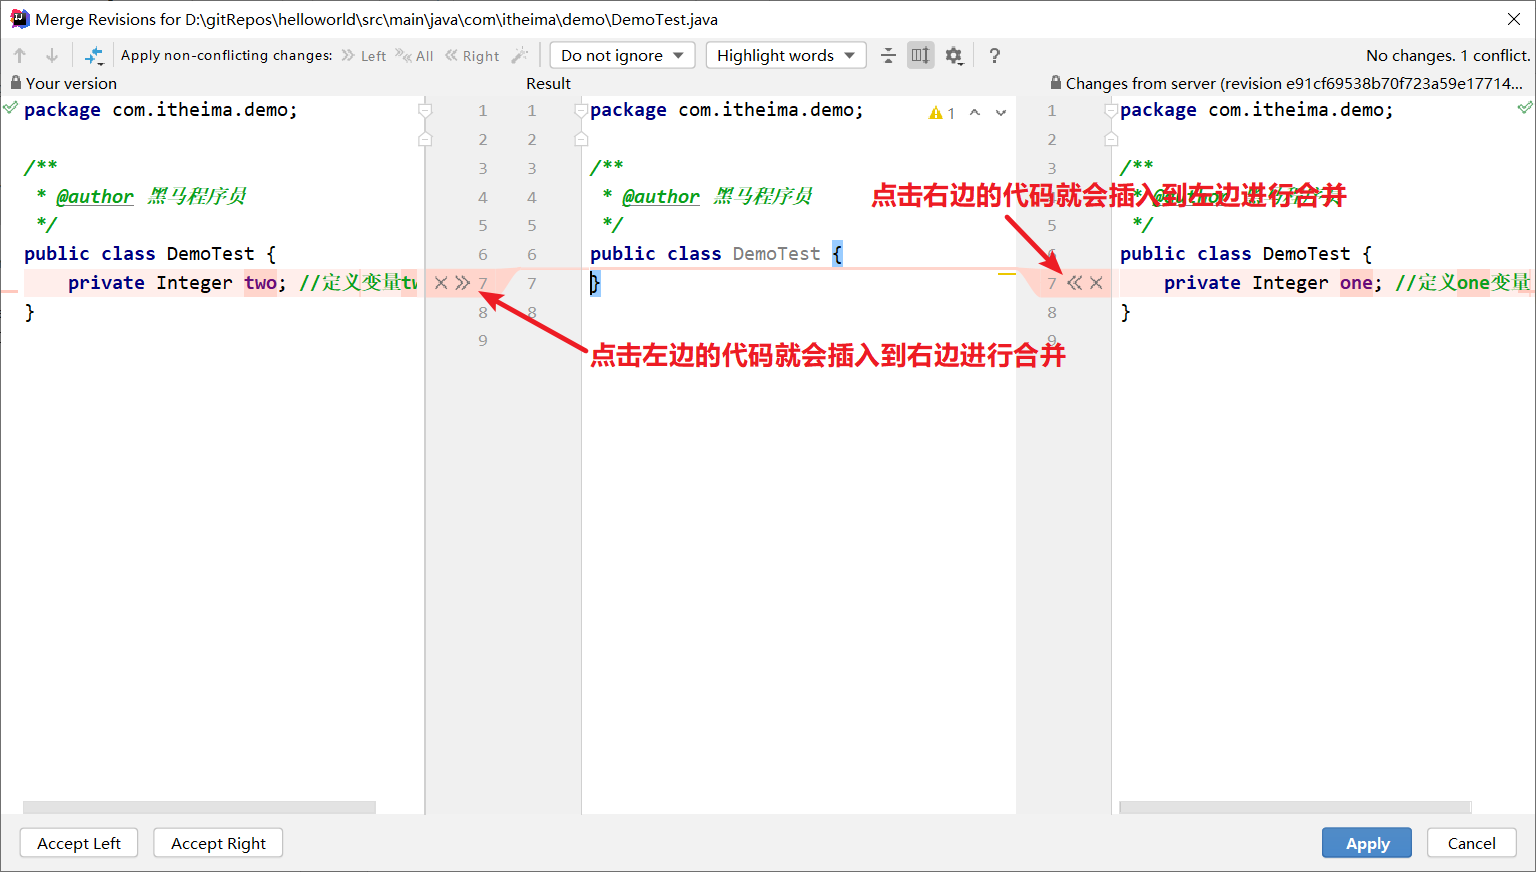 Merge Revisions for D:\gitRepos\helloworld\src\main\java\com\itheima\demo\DemoTest.java
Apply non-conflicting changes: Left All Right Do not ignore Highlight words ? No changes. 1 conflict.
Your version Result Changes from server (revision e91cf69538b70f723a59e17714...
package com.itheima.demo; 1
2
/** 3
* @author 黑马程序员 4
*/ 5
public class DemoTest { 6
private Integer two; //定义变量tw 7
} 8
9
1 package com.itheima.demo; 1
2
3 /**
4 * @author 黑马程序员
5 */
6 public class DemoTest {
7 }
8
点击右边的代码就会插入到左边进行合并
点击左边的代码就会插入到右边进行合并
1 package com.itheima.demo;
2
3 /**
* @author 黑马程序员
5 */
6 public class DemoTest {
7 private Integer one; //定义one变量
8 }
9
Accept Left Accept Right Apply Cancel